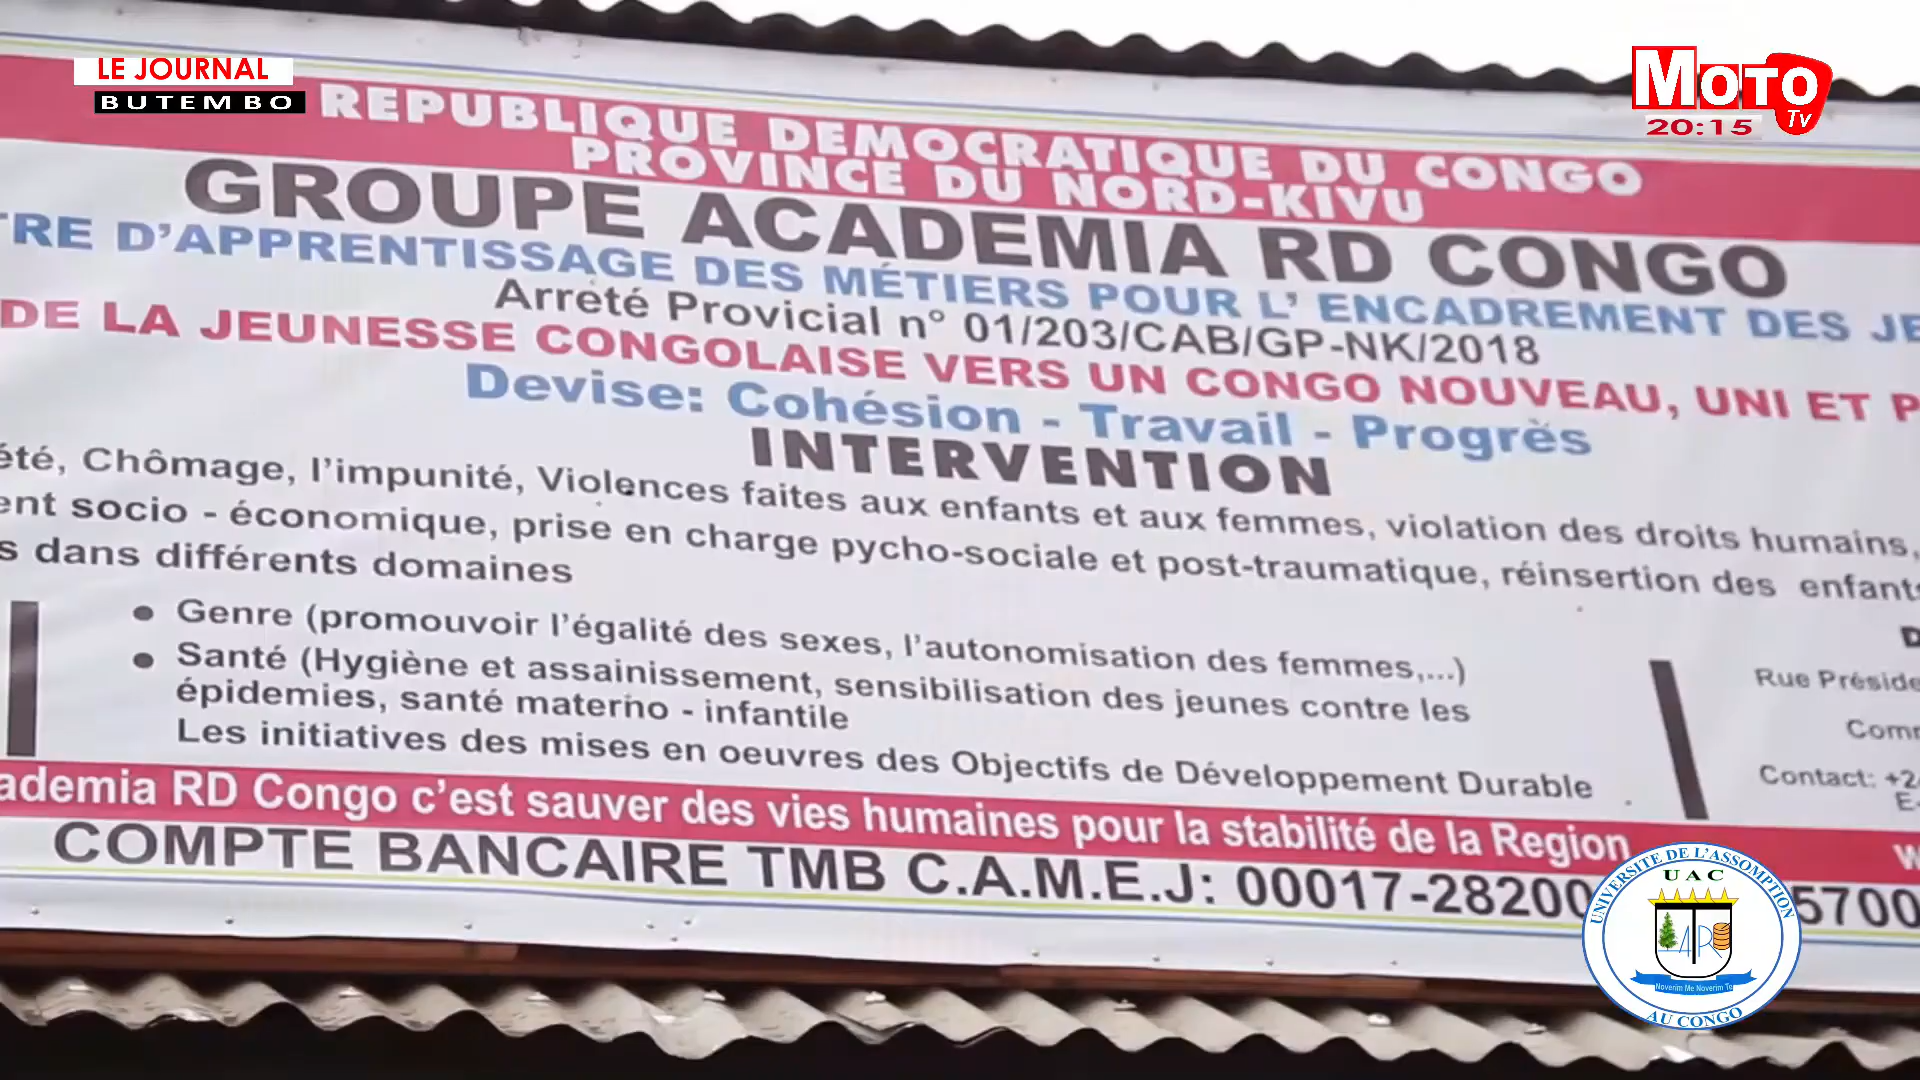 LE JOURNAL
BUTEMBO
MOTO Tv
20:15
REPUBLIQUE DEMOCRATIQUE DU CONGO
PROVINCE DU NORD-KIVU
GROUPE ACADEMIA RD CONGO
TRE D'APPRENTISSAGE DES MÉTIERS POUR L' ENCADREMENT DES JE
Arrêté Provicial n° 01/203/CAB/GP-NK/2018
DE LA JEUNESSE CONGOLAISE VERS UN CONGO NOUVEAU, UNI ET P
Devise: Cohésion - Travail - Progrès
INTERVENTION
été, Chômage, l'impunité, Violences faites aux enfants et aux femmes, violation des droits humains,
ent socio - économique, prise en charge pycho-sociale et post-traumatique, réinsertion des enfants
s dans différents domaines
• Genre (promouvoir l'égalité des sexes, l'autonomisation des femmes,...)
• Santé (Hygiène et assainissement, sensibilisation des jeunes contre les
épidemies, santé materno - infantile
Les initiatives des mises en oeuvres des Objectifs de Développement Durable
Rue Préside
Comm
Contact: +24
E-
ademia RD Congo c'est sauver des vies humaines pour la stabilité de la Region
W
COMPTE BANCAIRE TMB C.A.M.E.J: 00017-28200 5700
UNIVERSITE DE L'ASSOMPTION
UAC
Noverim Me Noverim Te
AU CONGO